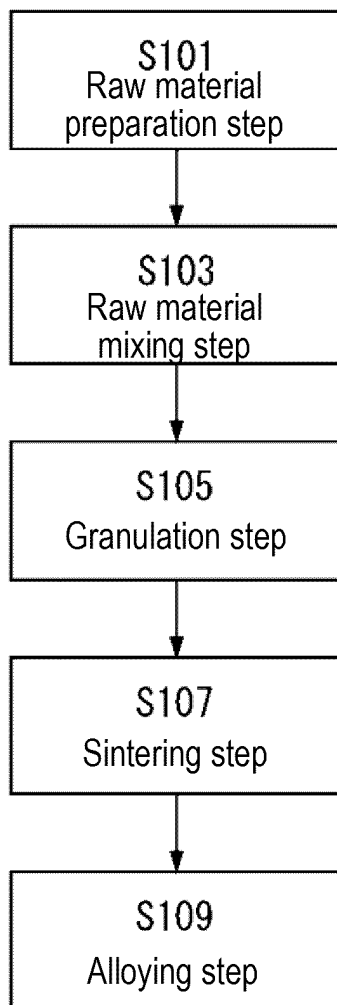 S101
Raw material
preparation step
S103
Raw material
mixing step
S105
Granulation step
S107
Sintering step
S109
Alloying step